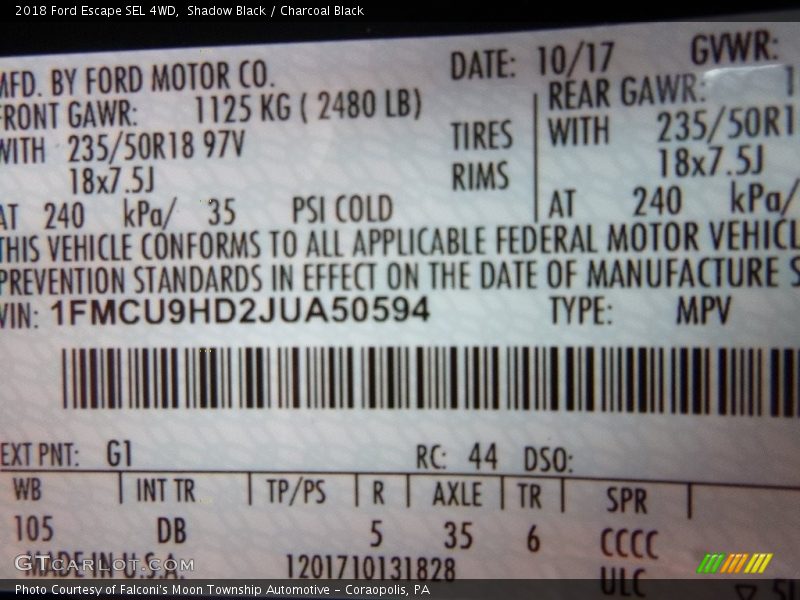 2018 Ford Escape SEL 4WD, Shadow Black / Charcoal Black
MFD. BY FORD MOTOR CO. DATE: 10/17 GVWR:
FRONT GAWR: 1125 KG ( 2480 LB) REAR GAWR: 1
WITH 235/50R18 97V TIRES WITH 235/50R1
18x7.5J RIMS 18x7.5J
AT 240 kPa/ 35 PSI COLD AT 240 kPa/
THIS VEHICLE CONFORMS TO ALL APPLICABLE FEDERAL MOTOR VEHICL
PREVENTION STANDARDS IN EFFECT ON THE DATE OF MANUFACTURE S
VIN: 1FMCU9HD2JUA50594 TYPE: MPV
EXT PNT: G1 RC: 44 DSO:
WB INT TR TP/PS R AXLE TR SPR
105 DB 5 35 6 CCCC
MADE IN U.S.A. 1201710131828 ULC
GTcarlot.com
Photo Courtesy of Falconi's Moon Township Automotive – Coraopolis, PA